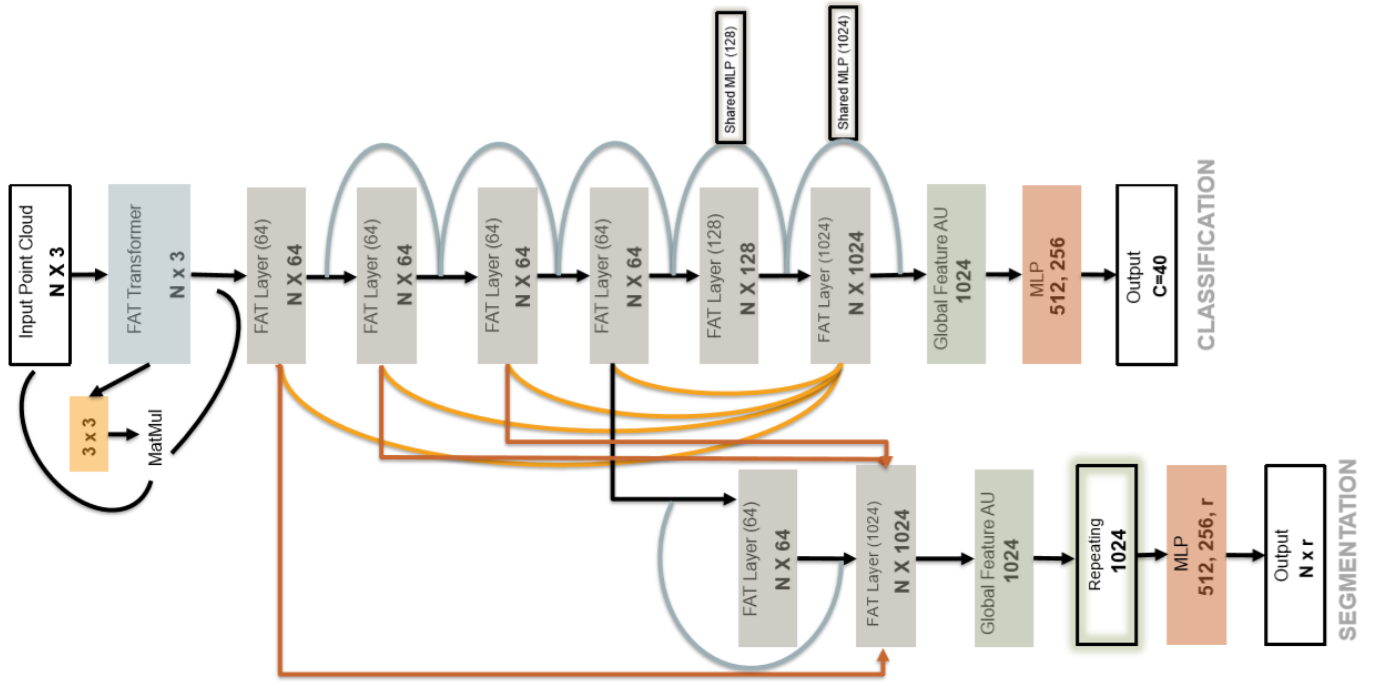 Input Point Cloud
N X 3
FAT Transformer
N x 3
3 x 3
MatMul
FAT Layer (64)
N X 64
FAT Layer (64)
N X 64
FAT Layer (64)
N X 64
FAT Layer (64)
N X 64
FAT Layer (128)
N X 128
FAT Layer (1024)
N X 1024
Shared MLP (128)
Shared MLP (1024)
Global Feature AU
1024
MLP
512, 256
Output
C=40
CLASSIFICATION
FAT Layer (64)
N X 64
FAT Layer (1024)
N X 1024
Global Feature AU
1024
Repeating
1024
MLP
512, 256, r
Output
N x r
SEGMENTATION